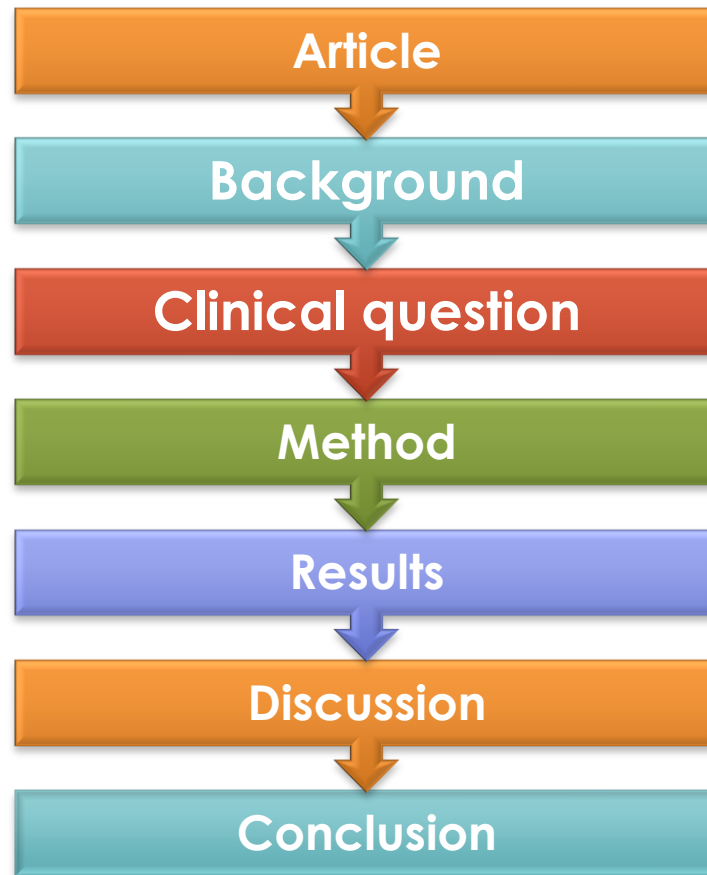 Article
Background
Clinical question
Method
Results
Discussion
Conclusion